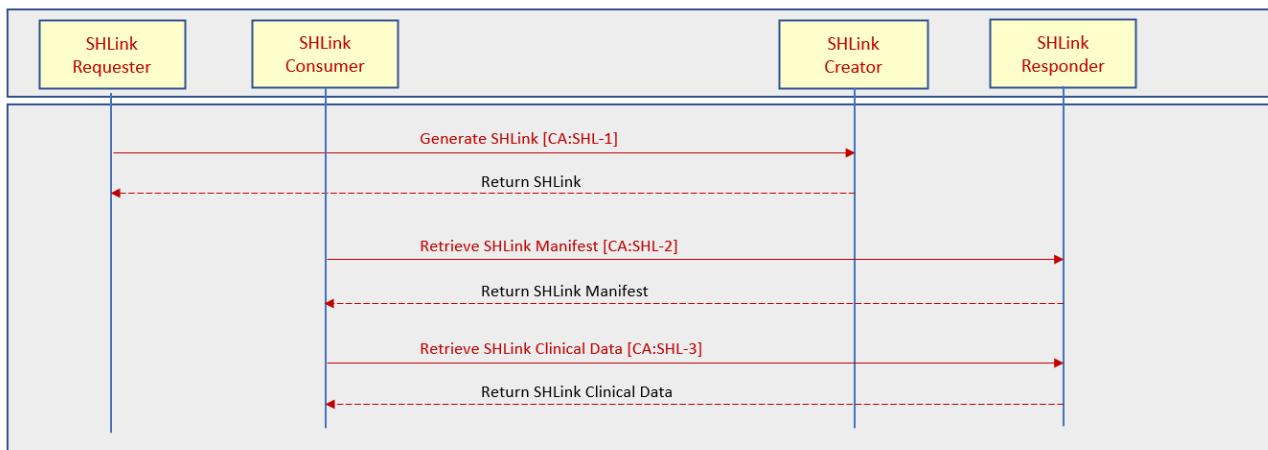 SHLink
Requester
SHLink
Consumer
SHLink
Creator
SHLink
Responder
Generate SHLink [CA:SHL-1]
Return SHLink
Retrieve SHLink Manifest [CA:SHL-2]
Return SHLink Manifest
Retrieve SHLink Clinical Data [CA:SHL-3]
Return SHLink Clinical Data